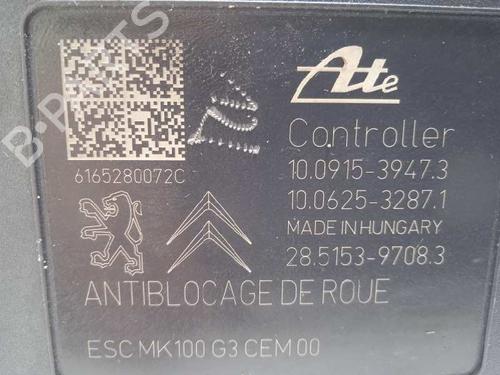 Ate
Controller
10.0915-3947.3
6165280072C
10.0625-3287.1
MADE IN HUNGARY
28.5153-9708.3
ANTIBLOCAGE DE ROUE
ESC MK100 G3 CEM 00
B-PARTS